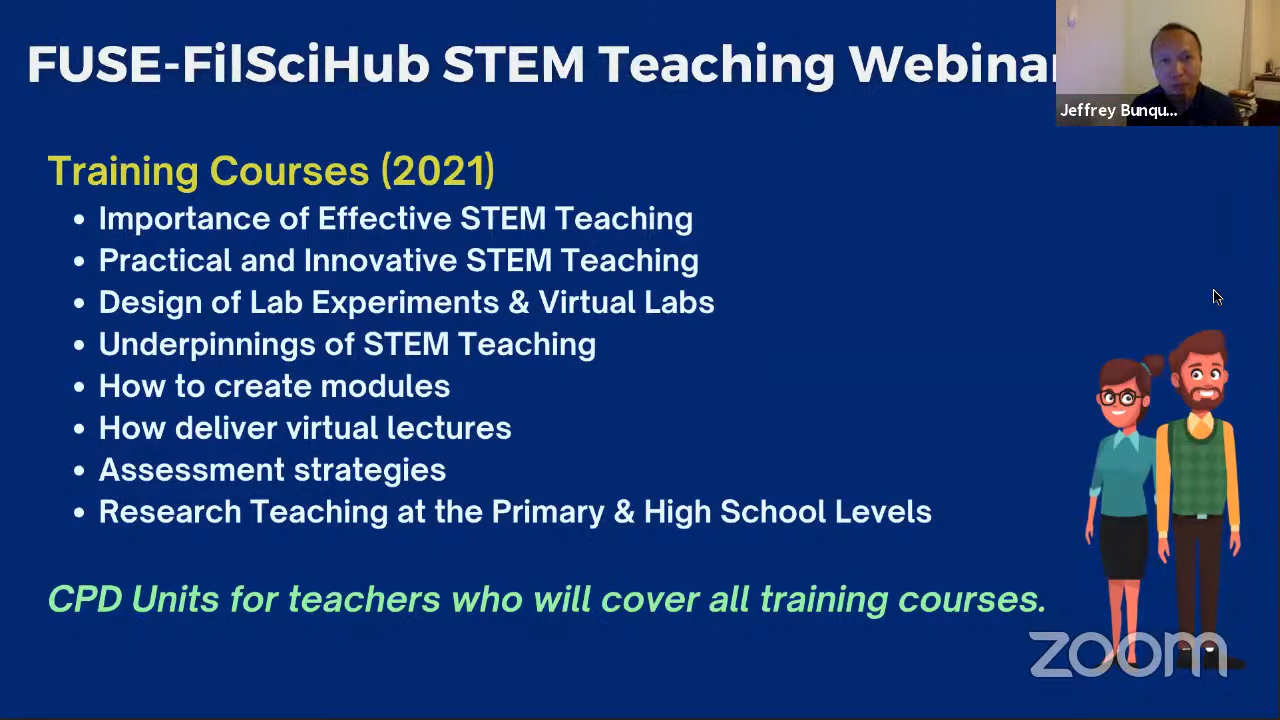 FUSE-FilSciHub STEM Teaching Webinar
Jeffrey Bunqu...
Training Courses (2021)
• Importance of Effective STEM Teaching
• Practical and Innovative STEM Teaching
• Design of Lab Experiments & Virtual Labs
• Underpinnings of STEM Teaching
• How to create modules
• How deliver virtual lectures
• Assessment strategies
• Research Teaching at the Primary & High School Levels
CPD Units for teachers who will cover all training courses.
zoom